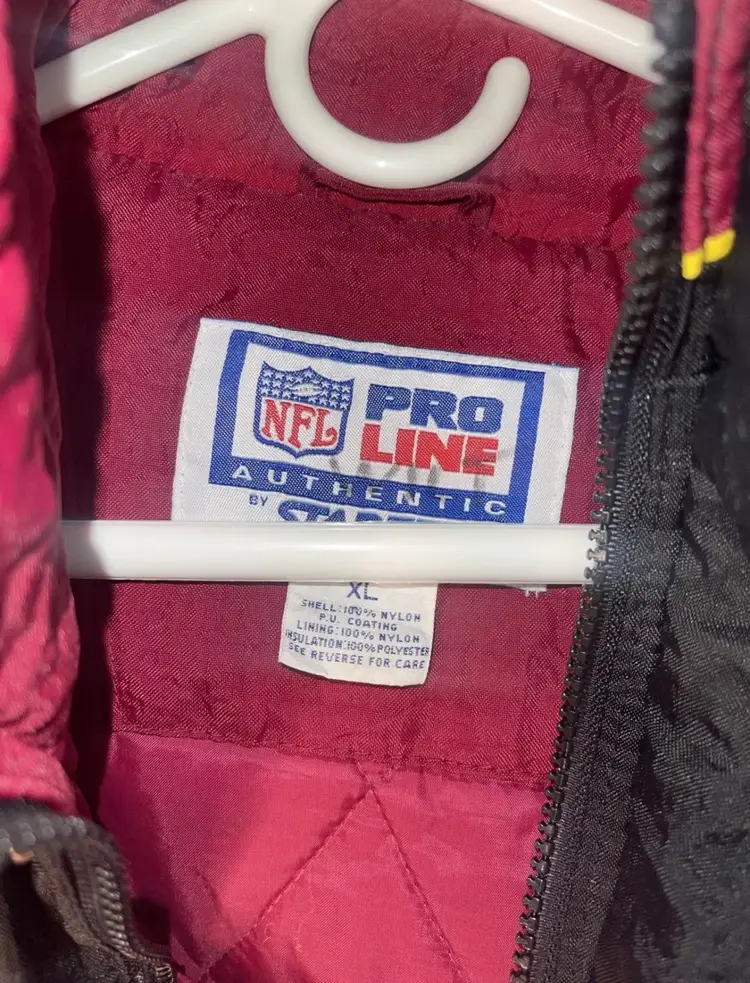 NFL
PRO
LINE
AUTHENTIC
BY STARTER
XL
SHELL:100% NYLON
P.U. COATING
LINING:100% NYLON
INSULATION:100% POLYESTER
SEE REVERSE FOR CARE